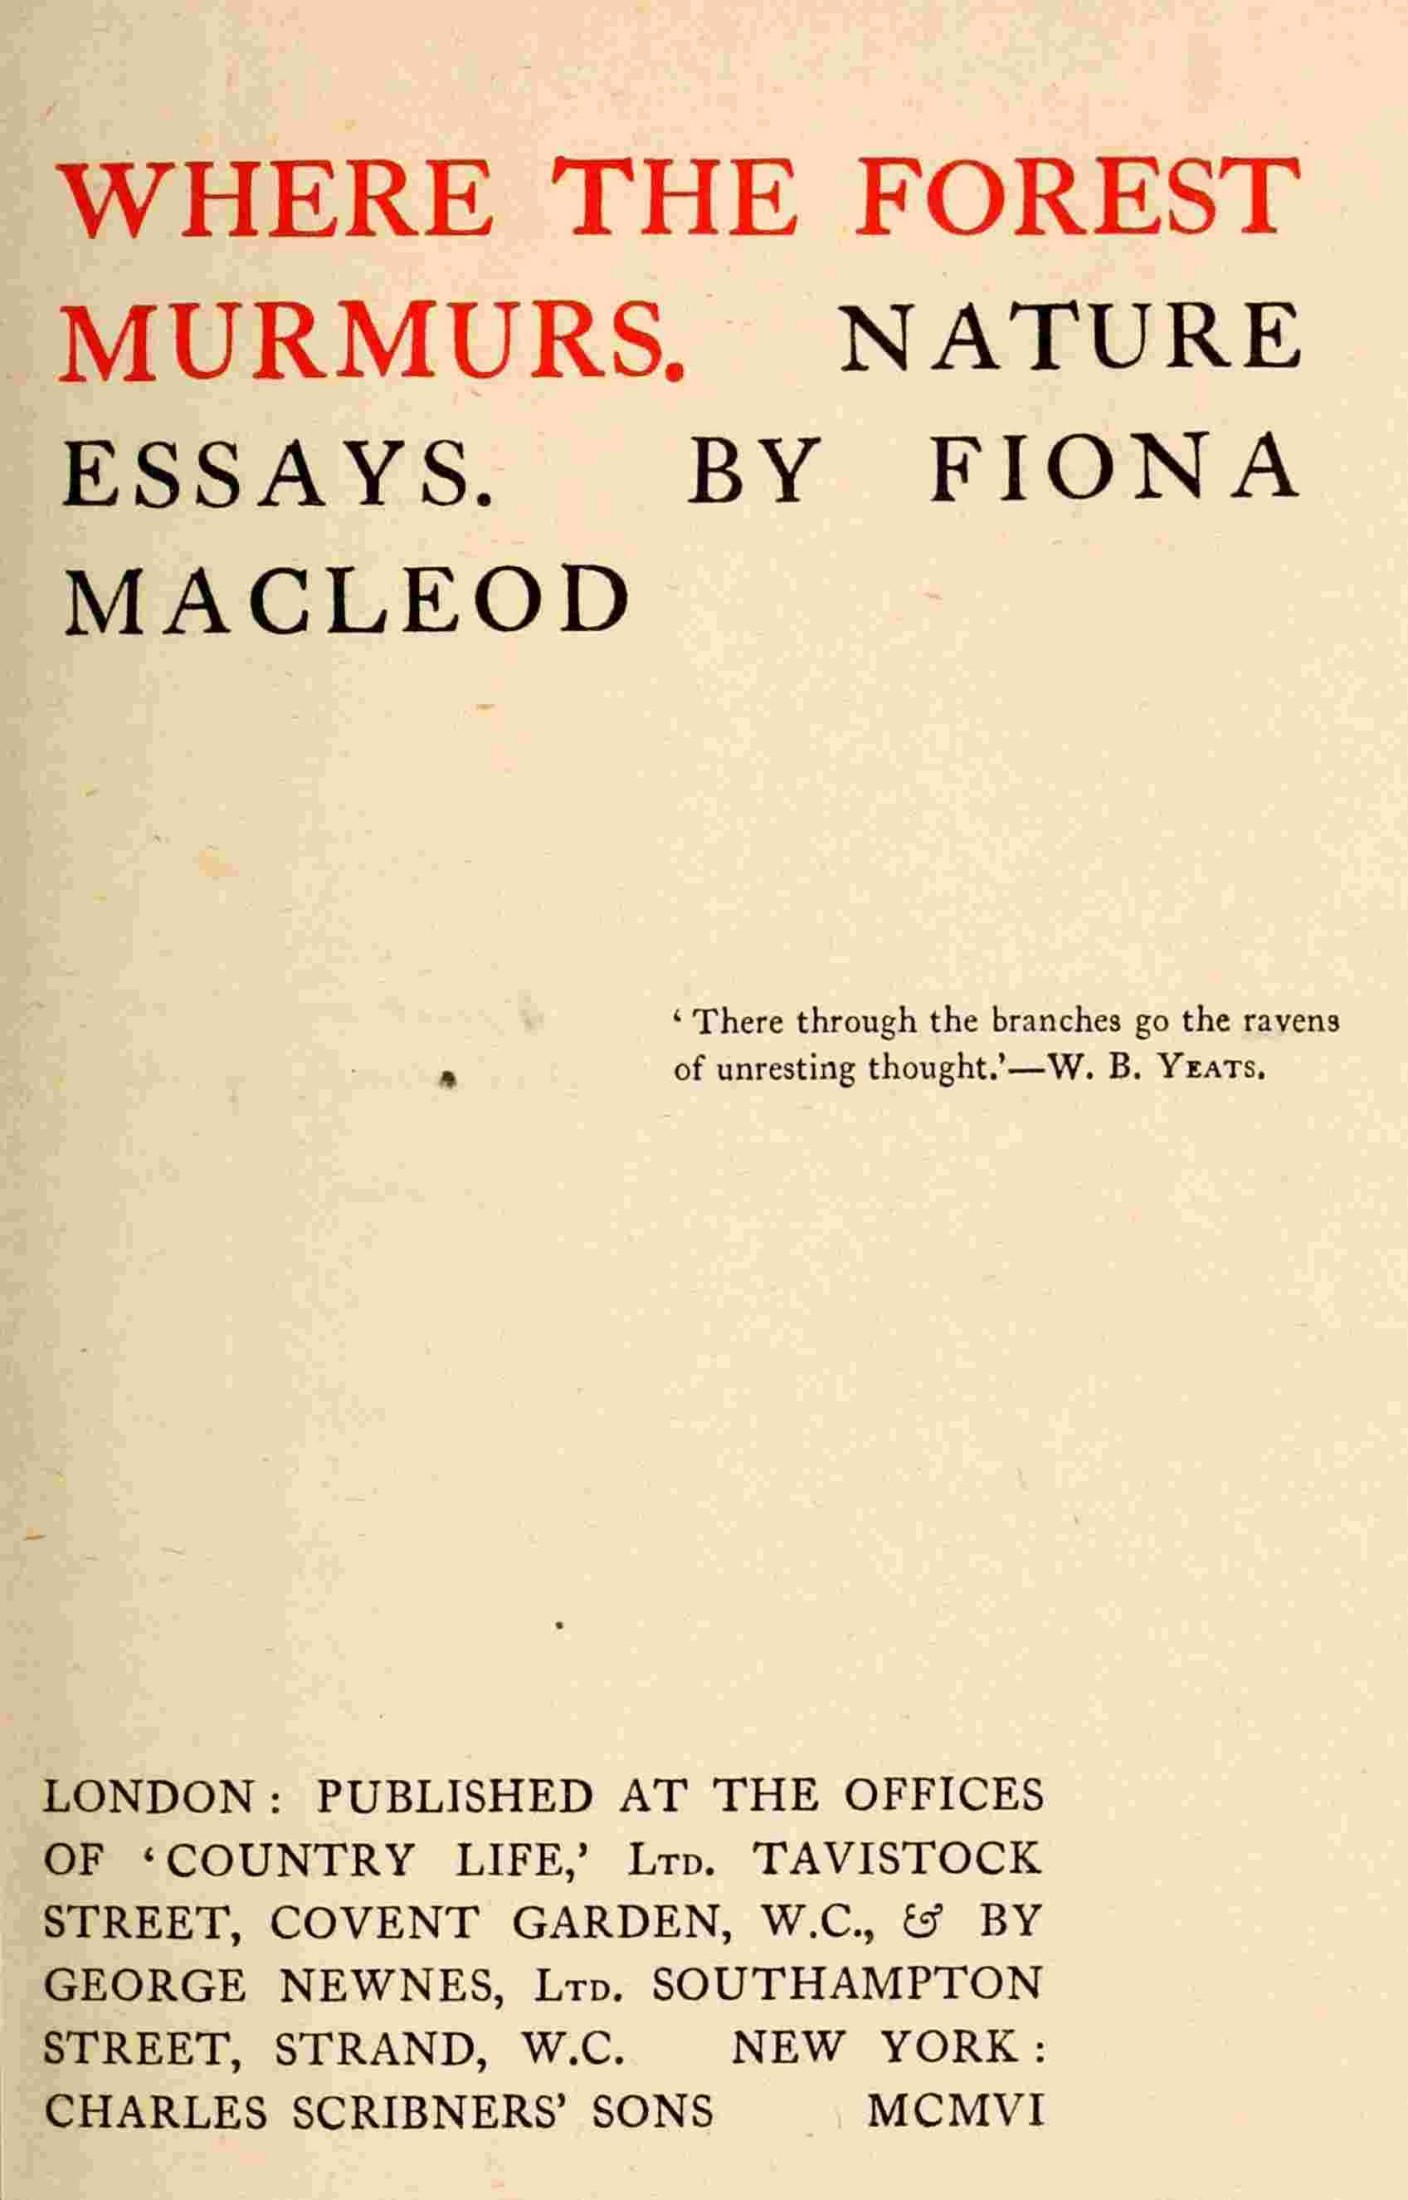 WHERE THE FOREST
MURMURS. NATURE
ESSAYS. BY FIONA
MACLEOD
‘ There through the branches go the ravens
of unresting thought.’—W. B. YEATS.
LONDON : PUBLISHED AT THE OFFICES
OF ‘COUNTRY LIFE,’ LTD. TAVISTOCK
STREET, COVENT GARDEN, W.C., & BY
GEORGE NEWNES, LTD. SOUTHAMPTON
STREET, STRAND, W.C. NEW YORK :
CHARLES SCRIBNERS’ SONS MCMVI